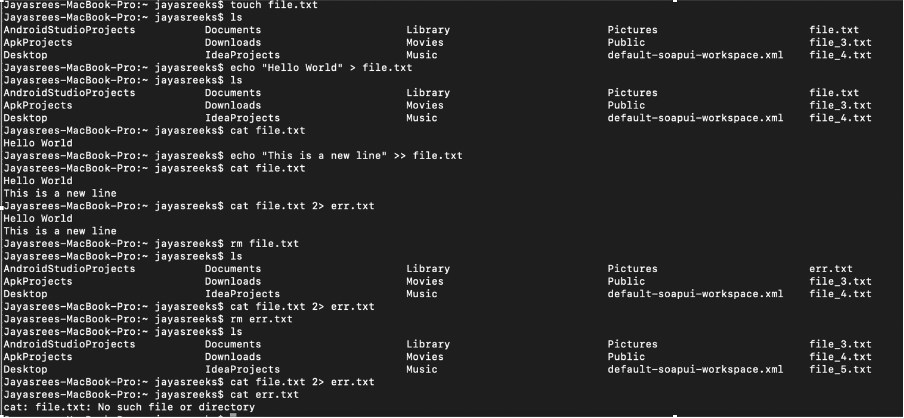 Jayasrees-MacBook-Pro:~ jayasreeks$ touch file.txt
Jayasrees-MacBook-Pro:~ jayasreeks$ ls
AndroidStudioProjects Documents Library Pictures file.txt
ApkProjects Downloads Movies Public file_3.txt
Desktop IdeaProjects Music default-soapui-workspace.xml file_4.txt
Jayasrees-MacBook-Pro:~ jayasreeks$ echo "Hello World" > file.txt
Jayasrees-MacBook-Pro:~ jayasreeks$ ls
AndroidStudioProjects Documents Library Pictures file.txt
ApkProjects Downloads Movies Public file_3.txt
Desktop IdeaProjects Music default-soapui-workspace.xml file_4.txt
Jayasrees-MacBook-Pro:~ jayasreeks$ cat file.txt
Hello World
Jayasrees-MacBook-Pro:~ jayasreeks$ echo "This is a new line" >> file.txt
Jayasrees-MacBook-Pro:~ jayasreeks$ cat file.txt
Hello World
This is a new line
Jayasrees-MacBook-Pro:~ jayasreeks$ cat file.txt 2> err.txt
Hello World
This is a new line
Jayasrees-MacBook-Pro:~ jayasreeks$ rm file.txt
Jayasrees-MacBook-Pro:~ jayasreeks$ ls
AndroidStudioProjects Documents Library Pictures err.txt
ApkProjects Downloads Movies Public file_3.txt
Desktop IdeaProjects Music default-soapui-workspace.xml file_4.txt
Jayasrees-MacBook-Pro:~ jayasreeks$ cat file.txt 2> err.txt
Jayasrees-MacBook-Pro:~ jayasreeks$ rm err.txt
Jayasrees-MacBook-Pro:~ jayasreeks$ ls
AndroidStudioProjects Documents Library Pictures file_3.txt
ApkProjects Downloads Movies Public file_4.txt
Desktop IdeaProjects Music default-soapui-workspace.xml file_5.txt
Jayasrees-MacBook-Pro:~ jayasreeks$ cat file.txt 2> err.txt
Jayasrees-MacBook-Pro:~ jayasreeks$ cat err.txt
cat: file.txt: No such file or directory